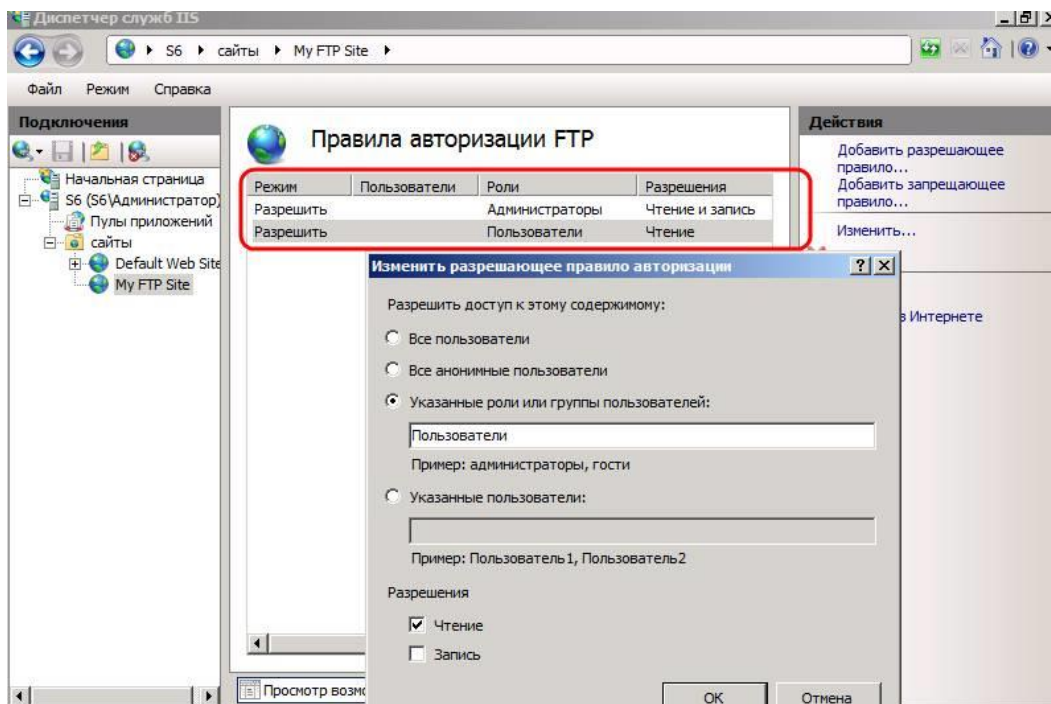 Диспетчер служб IIS
S6 сайты My FTP Site
Файл Режим Справка
Подключения
Начальная страница
S6 (S6\Администратор)
Пулы приложений
сайты
Default Web Site
My FTP Site
Правила авторизации FTP
Режим Пользователи Роли Разрешения
Разрешить Администраторы Чтение и запись
Разрешить Пользователи Чтение
Действия
Добавить разрешающее
правило...
Добавить запрещающее
правило...
Изменить...
в Интернете
Изменить разрешающее правило авторизации
Разрешить доступ к этому содержимому:
Все пользователи
Все анонимные пользователи
Указанные роли или группы пользователей:
Пользователи
Пример: администраторы, гости
Указанные пользователи:
Пример: Пользователь1, Пользователь2
Разрешения
Чтение
Запись
OK Отмена
Просмотр